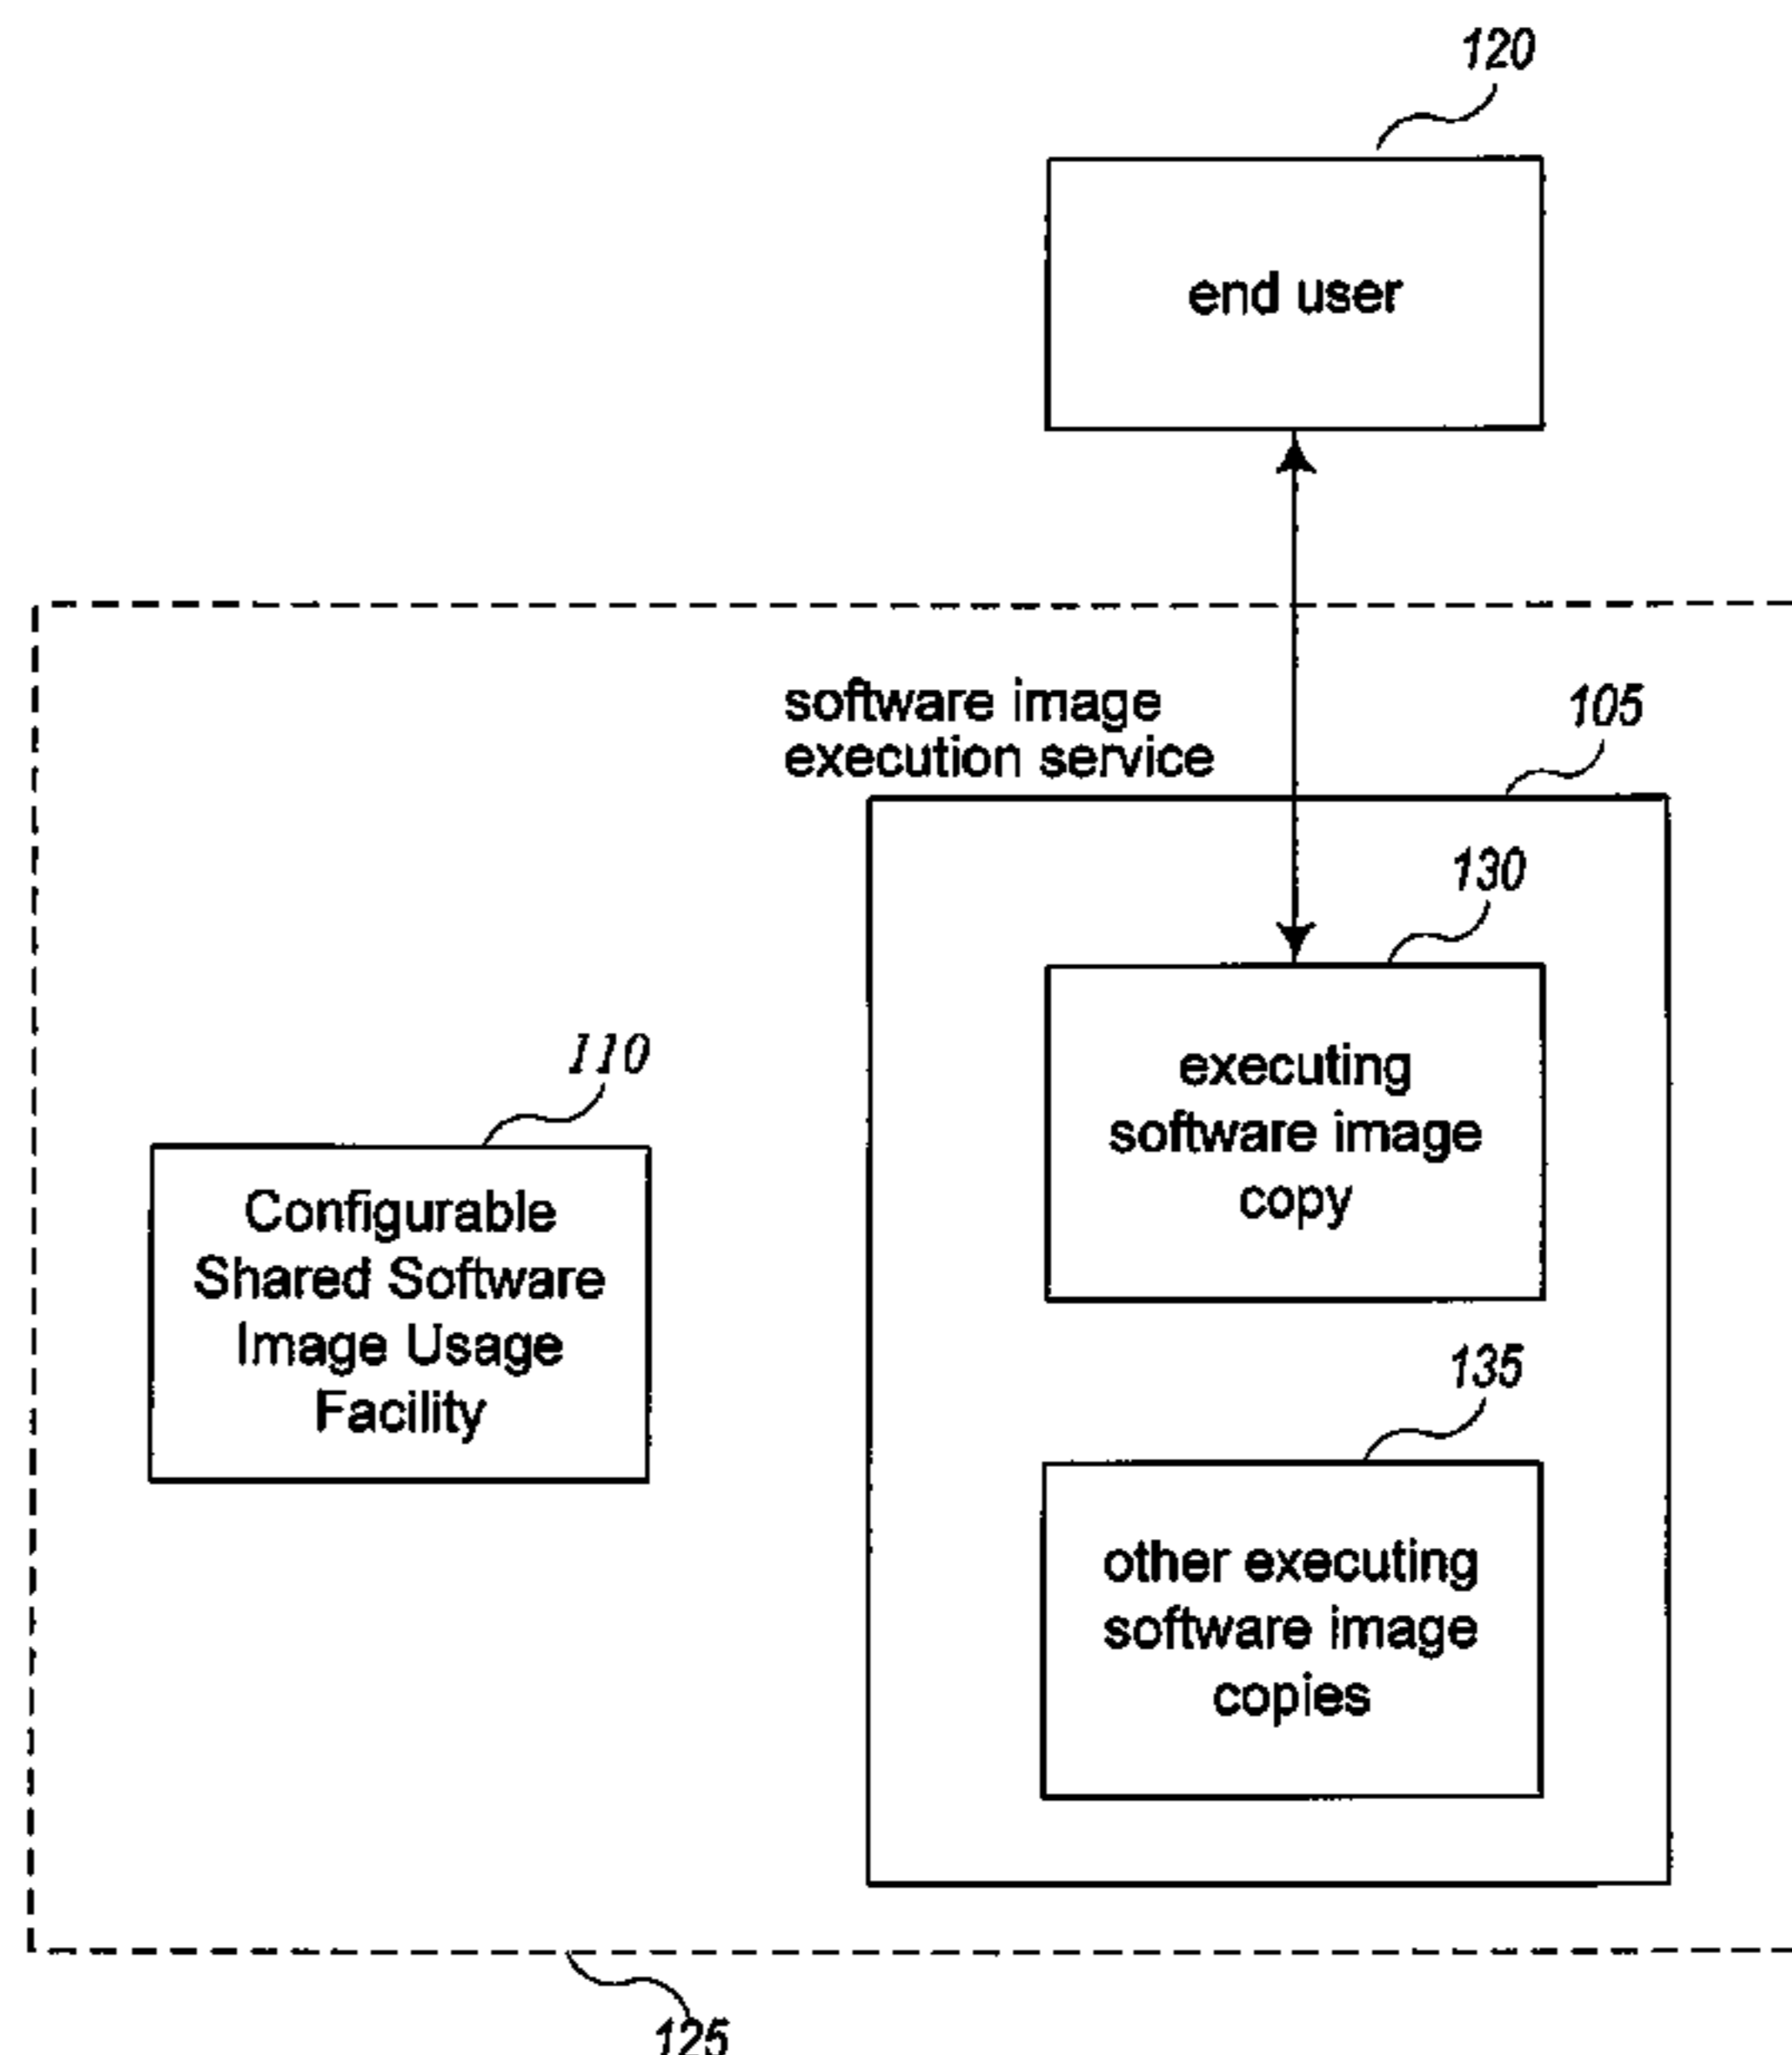 120
end user
software image
execution service
105
130
executing
software image
copy
110
Configurable
Shared Software
Image Usage
Facility
135
other executing
software image
copies
125